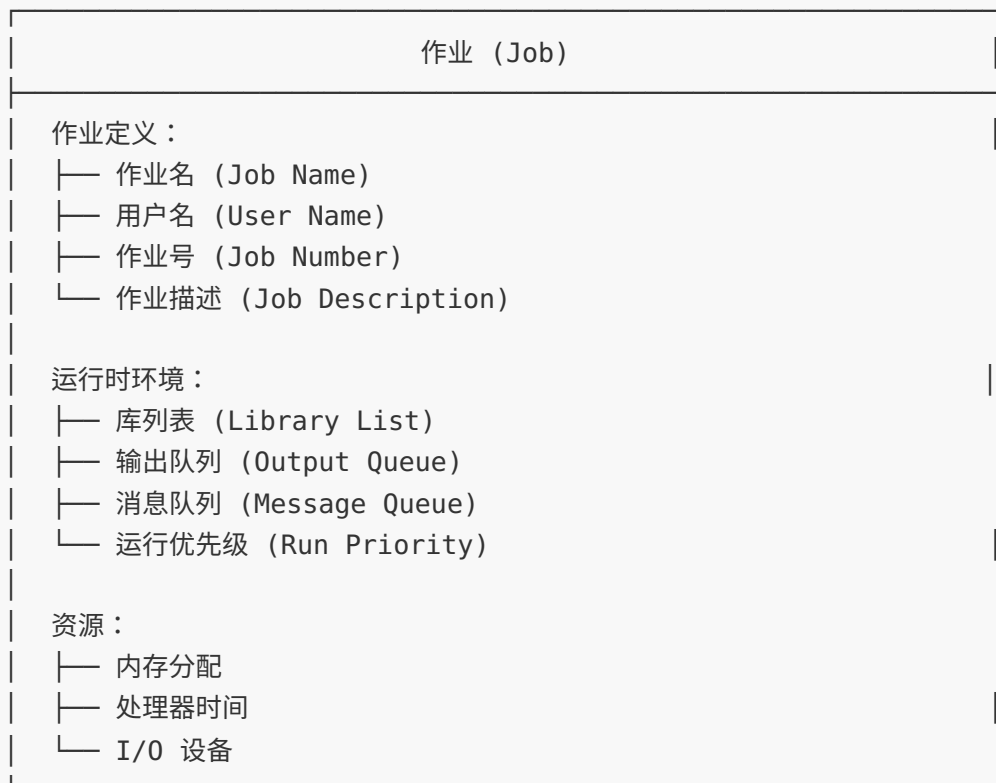 作业 (Job)
作业定义：
├── 作业名 (Job Name)
├── 用户名 (User Name)
├── 作业号 (Job Number)
└── 作业描述 (Job Description)
运行时环境：
├── 库列表 (Library List)
├── 输出队列 (Output Queue)
├── 消息队列 (Message Queue)
└── 运行优先级 (Run Priority)
资源：
├── 内存分配
├── 处理器时间
└── I/O 设备